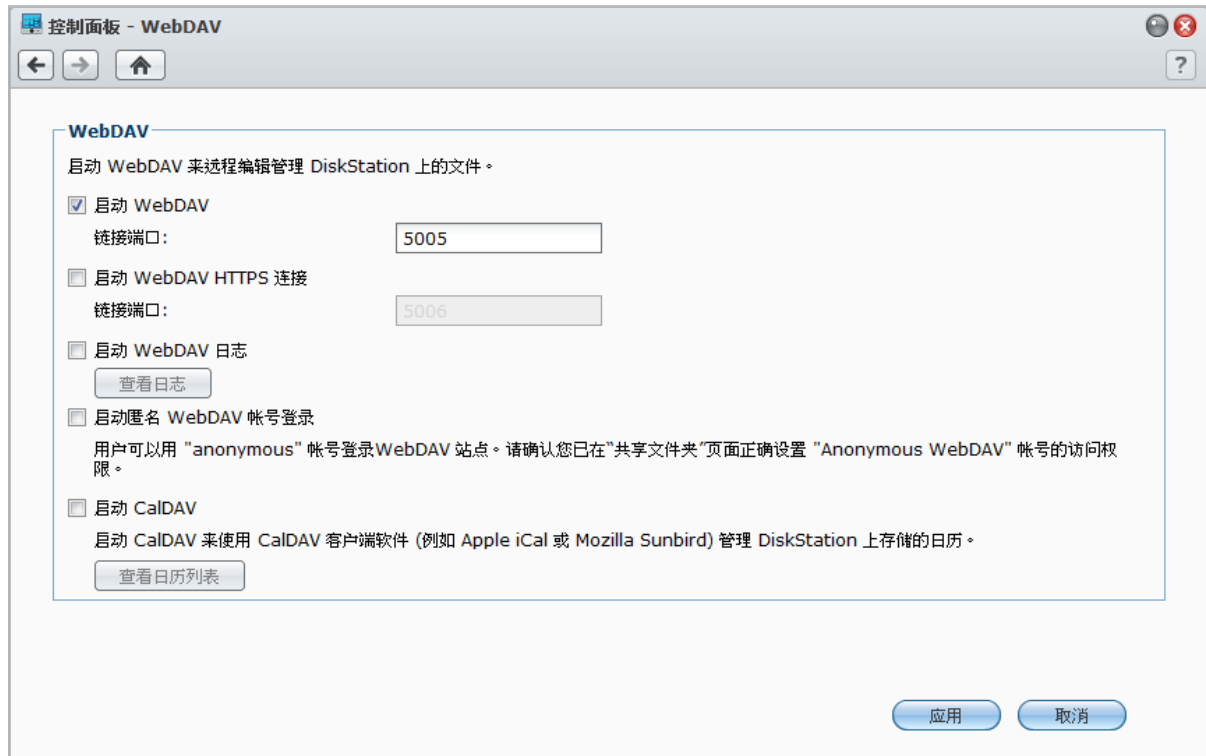 控制面板 - WebDAV
?
WebDAV
启动 WebDAV 来远程编辑管理 DiskStation 上的文件。
启动 WebDAV
链接端口:
5005
启动 WebDAV HTTPS 连接
链接端口:
5006
启动 WebDAV 日志
查看日志
启动匿名 WebDAV 帐号登录
用户可以用 "anonymous" 帐号登录WebDAV 站点。请确认您已在“共享文件夹”页面正确设置 "Anonymous WebDAV" 帐号的访问权
限。
启动 CalDAV
启动 CalDAV 来使用 CalDAV 客户端软件 (例如 Apple iCal 或 Mozilla Sunbird) 管理 DiskStation 上存储的日历。
查看日历列表
应用
取消